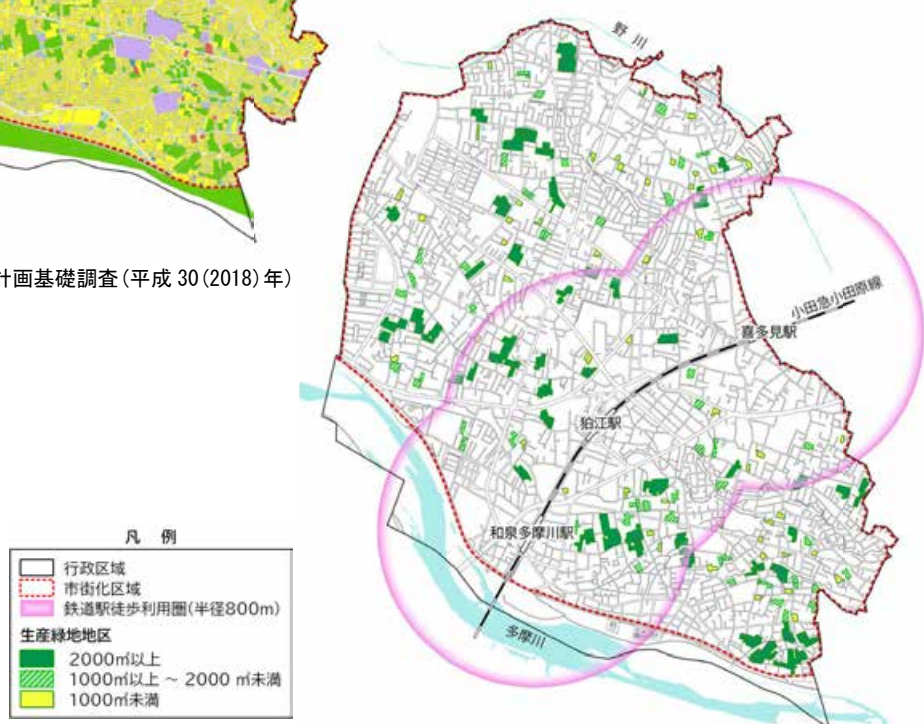 野川
計画基礎調査(平成 30(2018)年)
小田急小田原線
喜多見駅
狛江駅
和泉多摩川駅
多摩川
凡 例
行政区域
市街化区域
鉄道駅徒歩利用圏(半径800m)
生産緑地地区
2000㎡以上
1000㎡以上 ~ 2000 ㎡未満
1000㎡未満